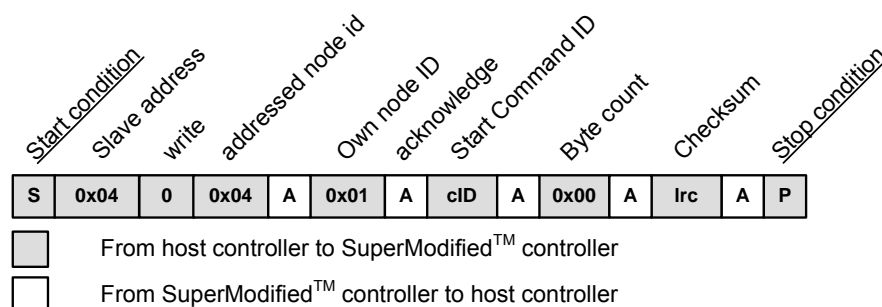 Start condition
Slave address
write
addressed node id
Own node ID
acknowledge
Start Command ID
Byte count
Checksum
Stop condition
S 0x04 0 0x04 A 0x01 A cID A 0x00 A lrc A P
From host controller to SuperModified™ controller
From SuperModified™ controller to host controller